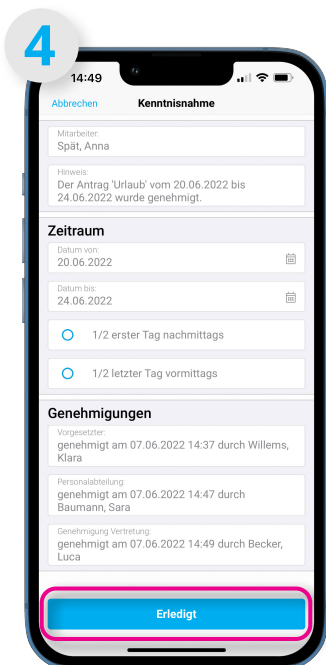 4
14:49
Abbrechen Kenntnisnahme
Mitarbeiter:
Spät, Anna
Hinweis:
Der Antrag 'Urlaub' vom 20.06.2022 bis
24.06.2022 wurde genehmigt.
Zeitraum
Datum von:
20.06.2022
Datum bis:
24.06.2022
1/2 erster Tag nachmittags
1/2 letzter Tag vormittags
Genehmigungen
Vorgesetzter:
genehmigt am 07.06.2022 14:37 durch Willems,
Klara
Personalabteilung:
genehmigt am 07.06.2022 14:47 durch
Baumann, Sara
Genehmigung Vertretung:
genehmigt am 07.06.2022 14:49 durch Becker,
Luca
Erledigt